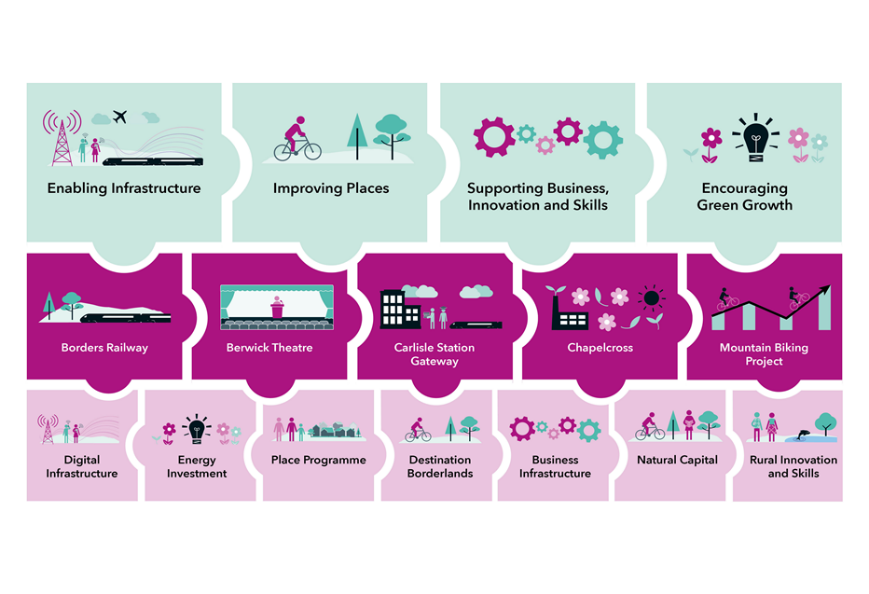 Enabling Infrastructure
Improving Places
Supporting Business,
Innovation and Skills
Encouraging
Green Growth
Borders Railway
Berwick Theatre
Carlisle Station
Gateway
Chapelcross
Mountain Biking
Project
Digital
Infrastructure
Energy
Investment
Place Programme
Destination
Borderlands
Business
Infrastructure
Natural Capital
Rural Innovation
and Skills